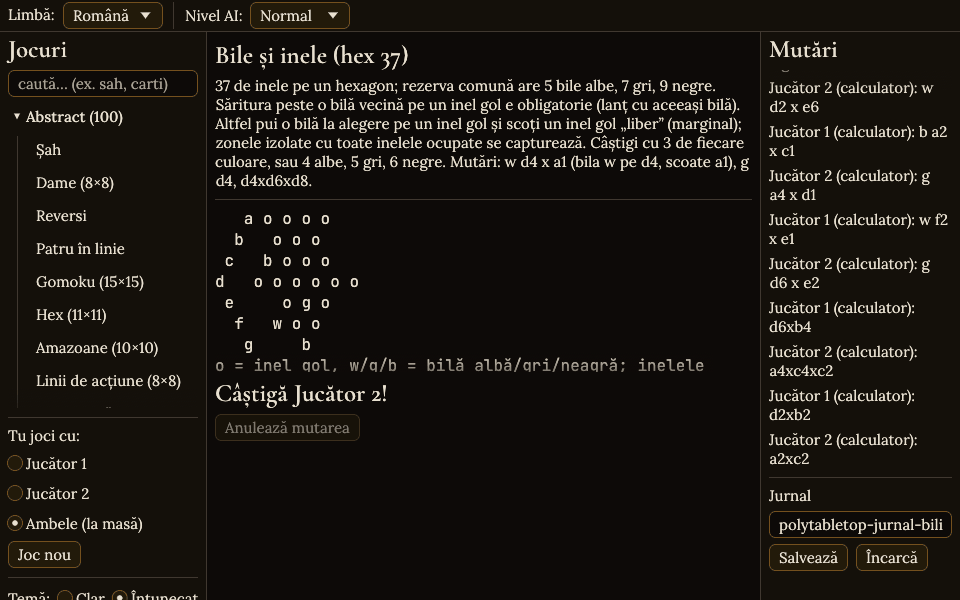 Limbă: Română Nivel AI: Normal
Jocuri
caută... (ex. sah, carti)
Abstract (100)
Șah
Dame (8×8)
Reversi
Patru în linie
Gomoku (15×15)
Hex (11×11)
Amazoane (10×10)
Linii de acțiune (8×8)
Tu joci cu:
Jucător 1
Jucător 2
Ambele (la masă)
Joc nou
Temă: Clar Întunecat
Bile și inele (hex 37)
37 de inele pe un hexagon; rezerva comună are 5 bile albe, 7 gri, 9 negre.
Săritura peste o bilă vecină pe un inel gol e obligatorie (lanț cu aceeași bilă).
Altfel pui o bilă la alegere pe un inel gol și scoți un inel gol „liber” (marginal);
zonele izolate cu toate inelele ocupate se capturează. Câștigi cu 3 de fiecare
culoare, sau 4 albe, 5 gri, 6 negre. Mutări: w d4 x a1 (bila w pe d4, scoate a1), g
d4, d4xd6xd8.
a o o o o
b o o o
c b o o o
d o o o o o o
e o g o
f w o o
g b
o = inel gol, w/g/b = bilă albă/gri/neagră; inelele
Câștigă Jucător 2!
Anulează mutarea
Mutări
Jucător 2 (calculator): w
d2 x e6
Jucător 1 (calculator): b a2
x c1
Jucător 2 (calculator): g
a4 x d1
Jucător 1 (calculator): w f2
x e1
Jucător 2 (calculator): g
d6 x e2
Jucător 1 (calculator):
d6xb4
Jucător 2 (calculator):
a4xc4xc2
Jucător 1 (calculator):
d2xb2
Jucător 2 (calculator):
a2xc2
Jurnal
polytabletop-jurnal-bili
Salvează Încarcă